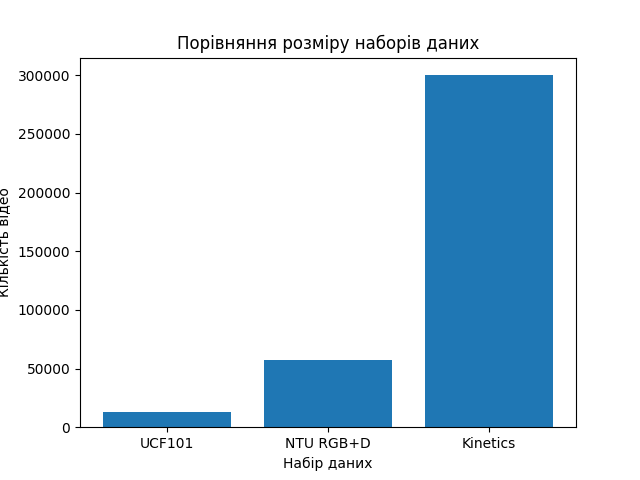 Порівняння розміру наборів даних
Кількість відео
300000
250000
200000
150000
100000
50000
0
UCF101
NTU RGB+D
Kinetics
Набір даних